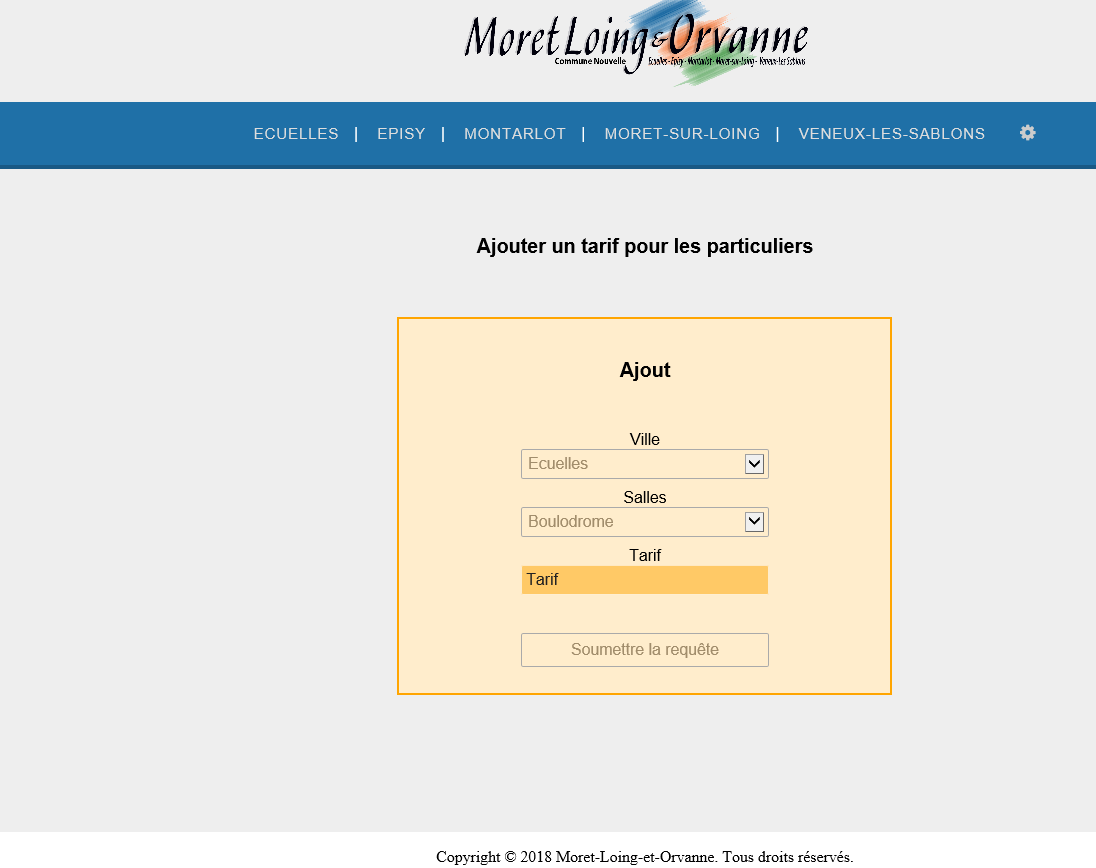 Moret Loing & Orvanne
Commune Nouvelle Ecuelles - Episy - Montarlot - Moret-sur-Loing - Veneux-Les Sablons
ECUELLES | EPISY | MONTARLOT | MORET-SUR-LOING | VENEUX-LES-SABLONS
Ajouter un tarif pour les particuliers
Ajout
Ville
Ecuelles
Salles
Boulodrome
Tarif
Tarif
Soumettre la requête
Copyright © 2018 Moret-Loing-et-Orvanne. Tous droits réservés.